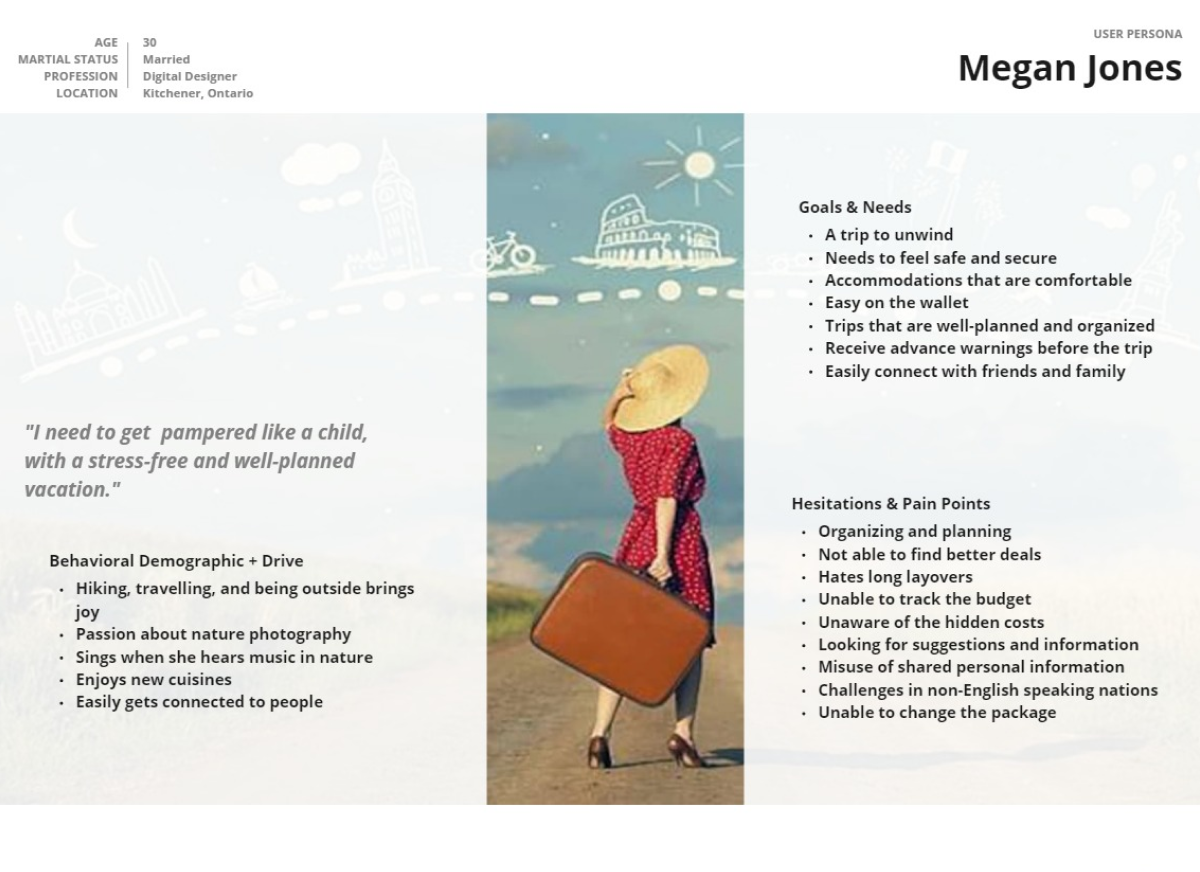 AGE 30
MARTIAL STATUS Married
PROFESSION Digital Designer
LOCATION Kitchener, Ontario
USER PERSONA
Megan Jones
"I need to get  pampered like a child,
with a stress-free and well-planned
vacation."
Behavioral Demographic + Drive
· Hiking, travelling, and being outside brings
joy
· Passion about nature photography
· Sings when she hears music in nature
· Enjoys new cuisines
· Easily gets connected to people
Goals & Needs
· A trip to unwind
· Needs to feel safe and secure
· Accommodations that are comfortable
· Easy on the wallet
· Trips that are well-planned and organized
· Receive advance warnings before the trip
· Easily connect with friends and family
Hesitations & Pain Points
· Organizing and planning
· Not able to find better deals
· Hates long layovers
· Unable to track the budget
· Unaware of the hidden costs
· Looking for suggestions and information
· Misuse of shared personal information
· Challenges in non-English speaking nations
· Unable to change the package